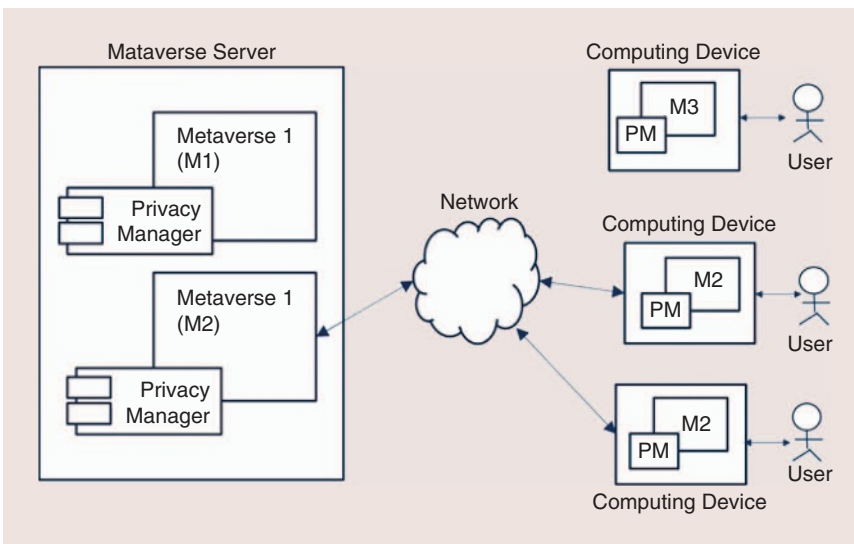 Mataverse Server
Metaverse 1
(M1)
Privacy
Manager
Metaverse 1
(M2)
Privacy
Manager
Network
Computing Device
M3
PM
User
Computing Device
M2
PM
User
M2
PM
User
Computing Device